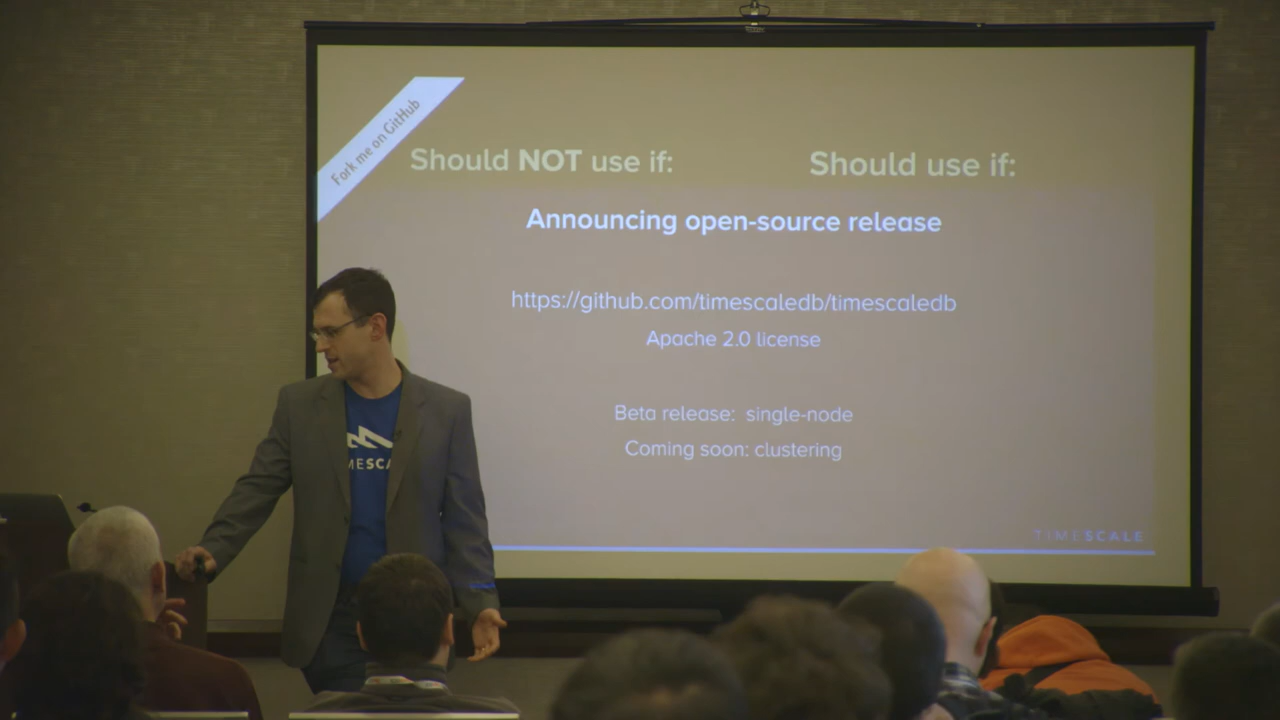 Fork me on GitHub
Should NOT use if:
Should use if:
Announcing open-source release
https://github.com/timescaledb/timescaledb
Apache 2.0 license
Beta release: single-node
Coming soon: clustering
MESCA
TIMESCALE